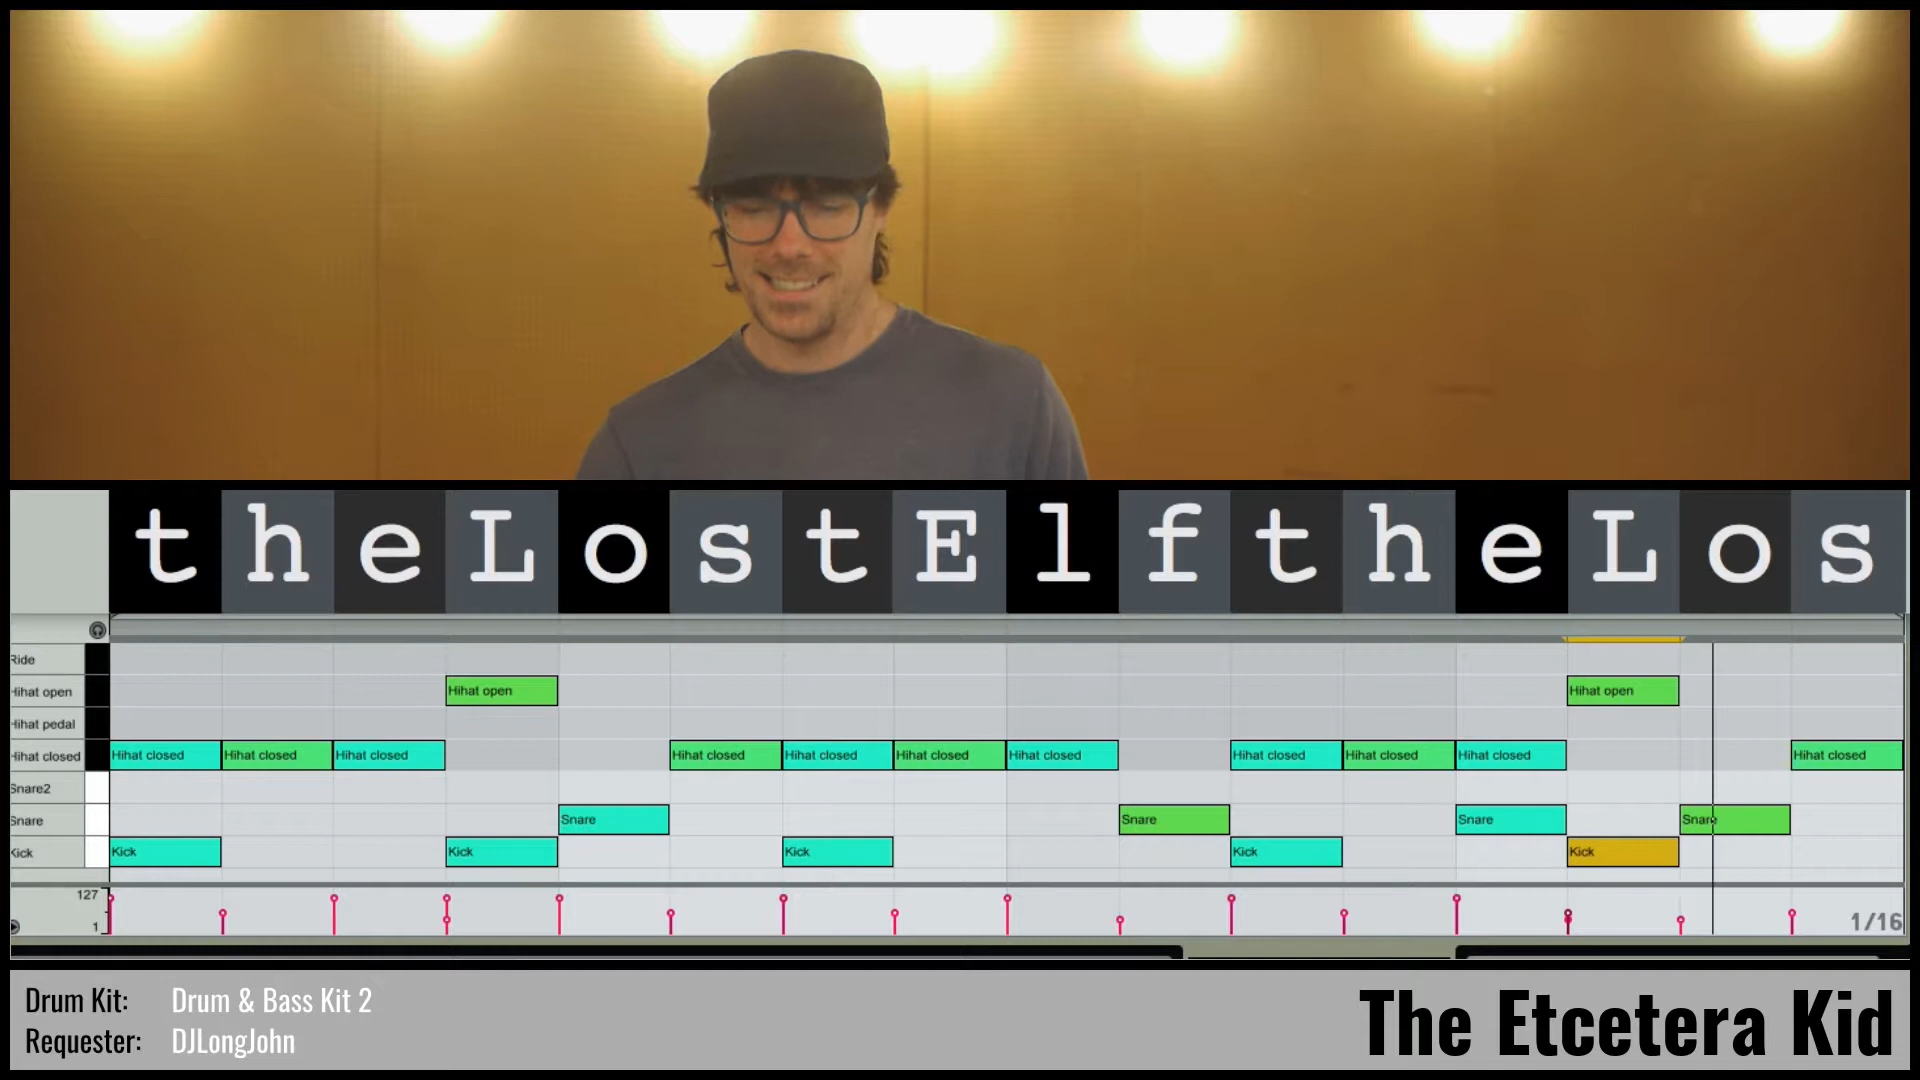 theLostElftheLos
Ride
Hihat open Hihat open Hihat open
Hihat pedal
Hihat closed Hihat closed Hihat closed Hihat closed Hihat closed Hihat closed Hihat closed Hihat closed Hihat closed Hihat closed Hihat closed Hihat closed
Snare2
Snare Snare Snare Snare Snare
Kick Kick Kick Kick Kick Kick
127
1 1/16
Drum Kit: Drum & Bass Kit 2
Requester: DJLongJohn
The Etcetera Kid